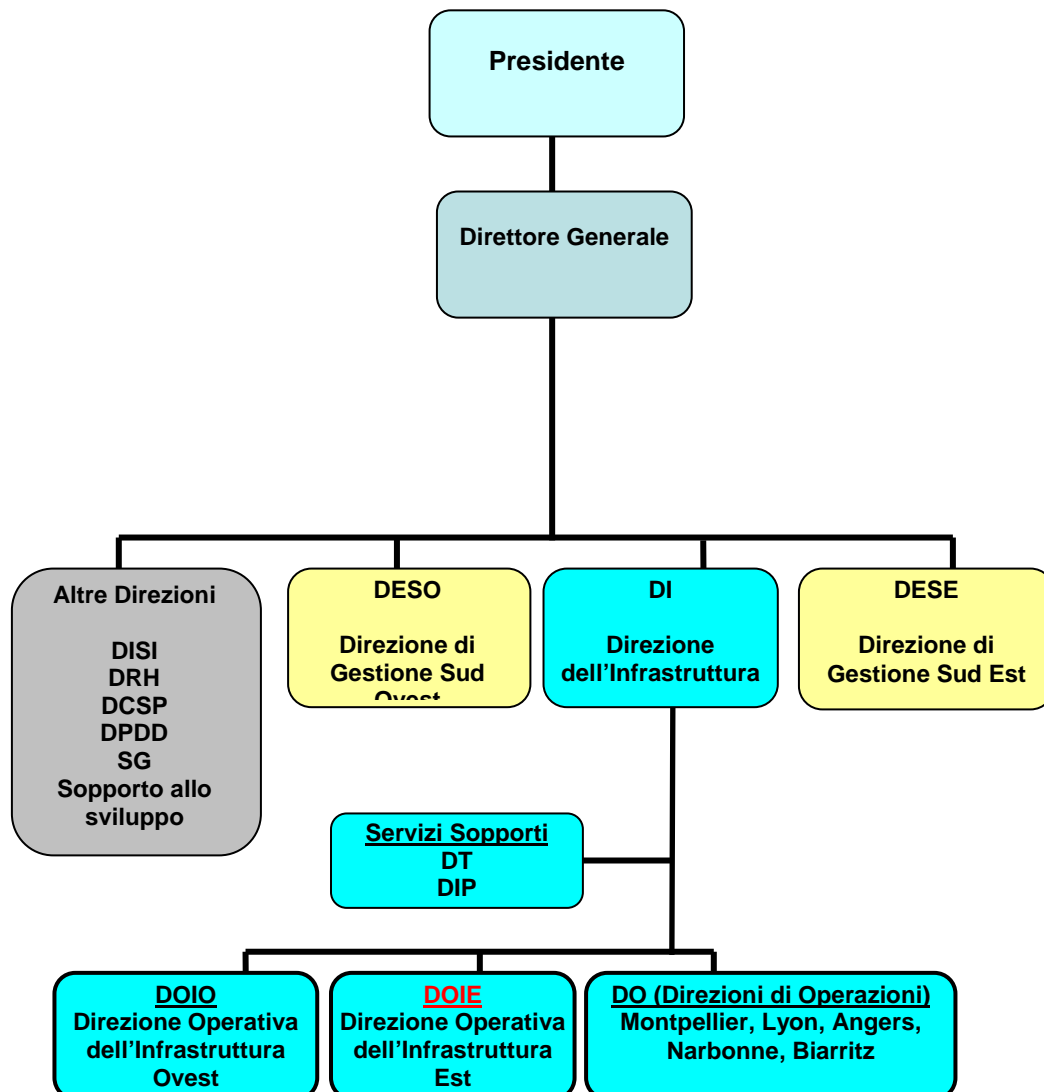 Presidente
Direttore Generale
Altre Direzioni
DISI
DRH
DCSP
DPDD
SG
Sopporto allo
sviluppo
DESO
Direzione di
Gestione Sud
Ovest
DI
Direzione
dell'Infrastruttura
DESE
Direzione di
Gestione Sud Est
Servizi Sopporti
DT
DIP
DOIO
Direzione Operativa
dell'Infrastruttura
Ovest
DOIE
Direzione Operativa
dell'Infrastruttura
Est
DO (Direzioni di Operazioni)
Montpellier, Lyon, Angers,
Narbonne, Biarritz